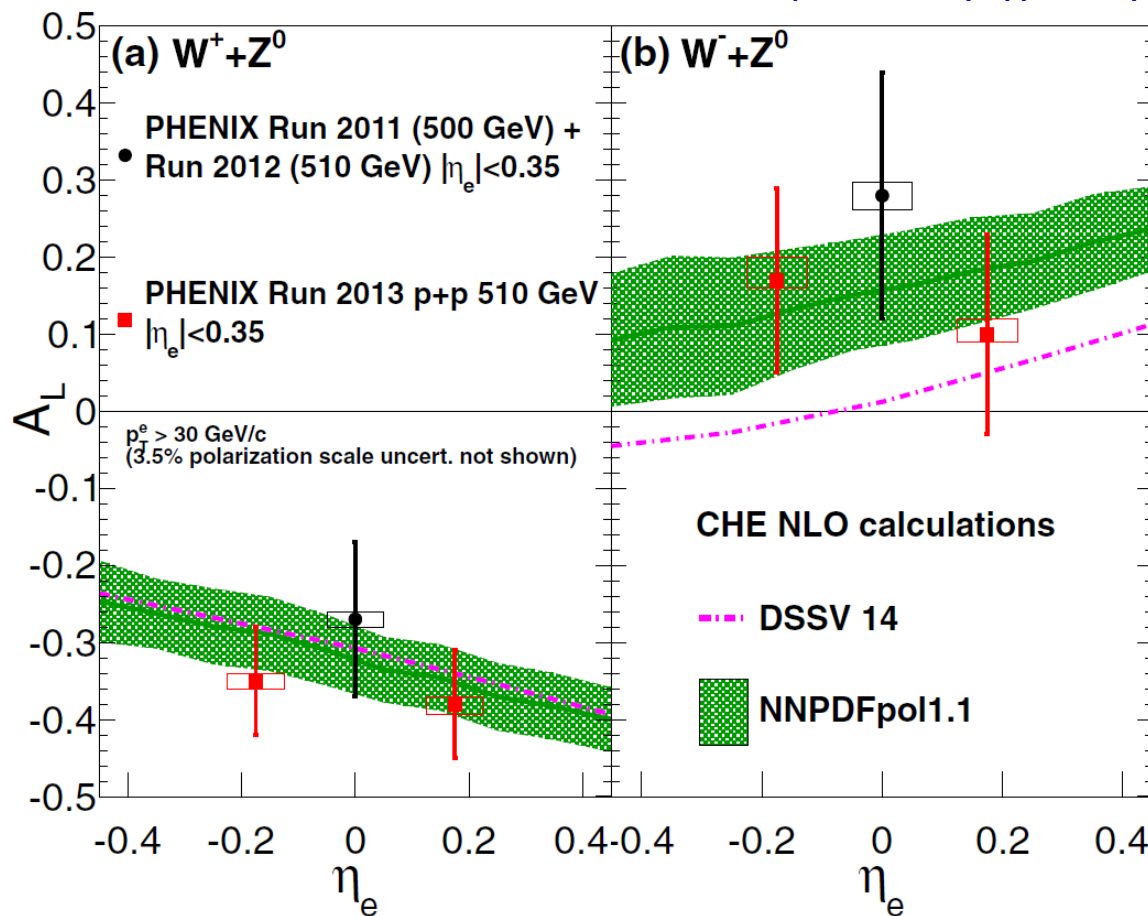 (a) W⁺+Z⁰
PHENIX Run 2011 (500 GeV) +
Run 2012 (510 GeV) |ηₑ|<0.35
PHENIX Run 2013 p+p 510 GeV
|ηₑ|<0.35
p_T^e > 30 GeV/c
(3.5% polarization scale uncert. not shown)
(b) W⁻+Z⁰
CHE NLO calculations
DSSV 14
NNPDFpol1.1
A_L
0.5
0.4
0.3
0.2
0.1
0
-0.1
-0.2
-0.3
-0.4
-0.5
-0.4 -0.2 0 0.2 0.4
-0.4 -0.2 0 0.2 0.4
ηₑ
ηₑ